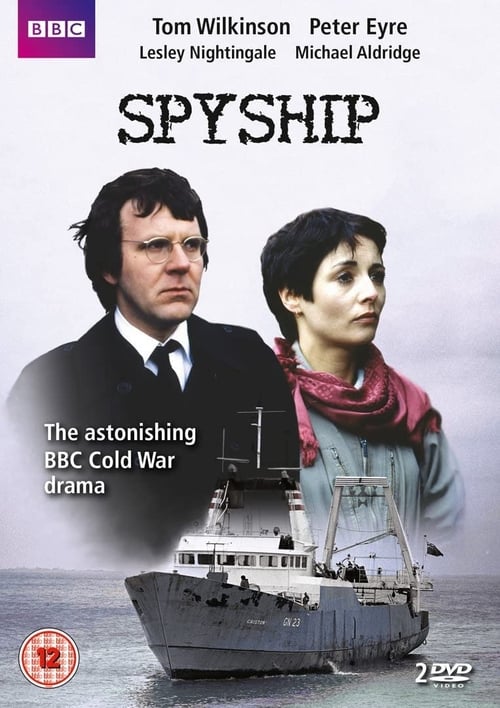 BBC
Tom Wilkinson Peter Eyre
Lesley Nightingale Michael Aldridge
SPYSHIP
The astonishing
BBC Cold War
drama
GN 23
12
2 DVD
VIDEO